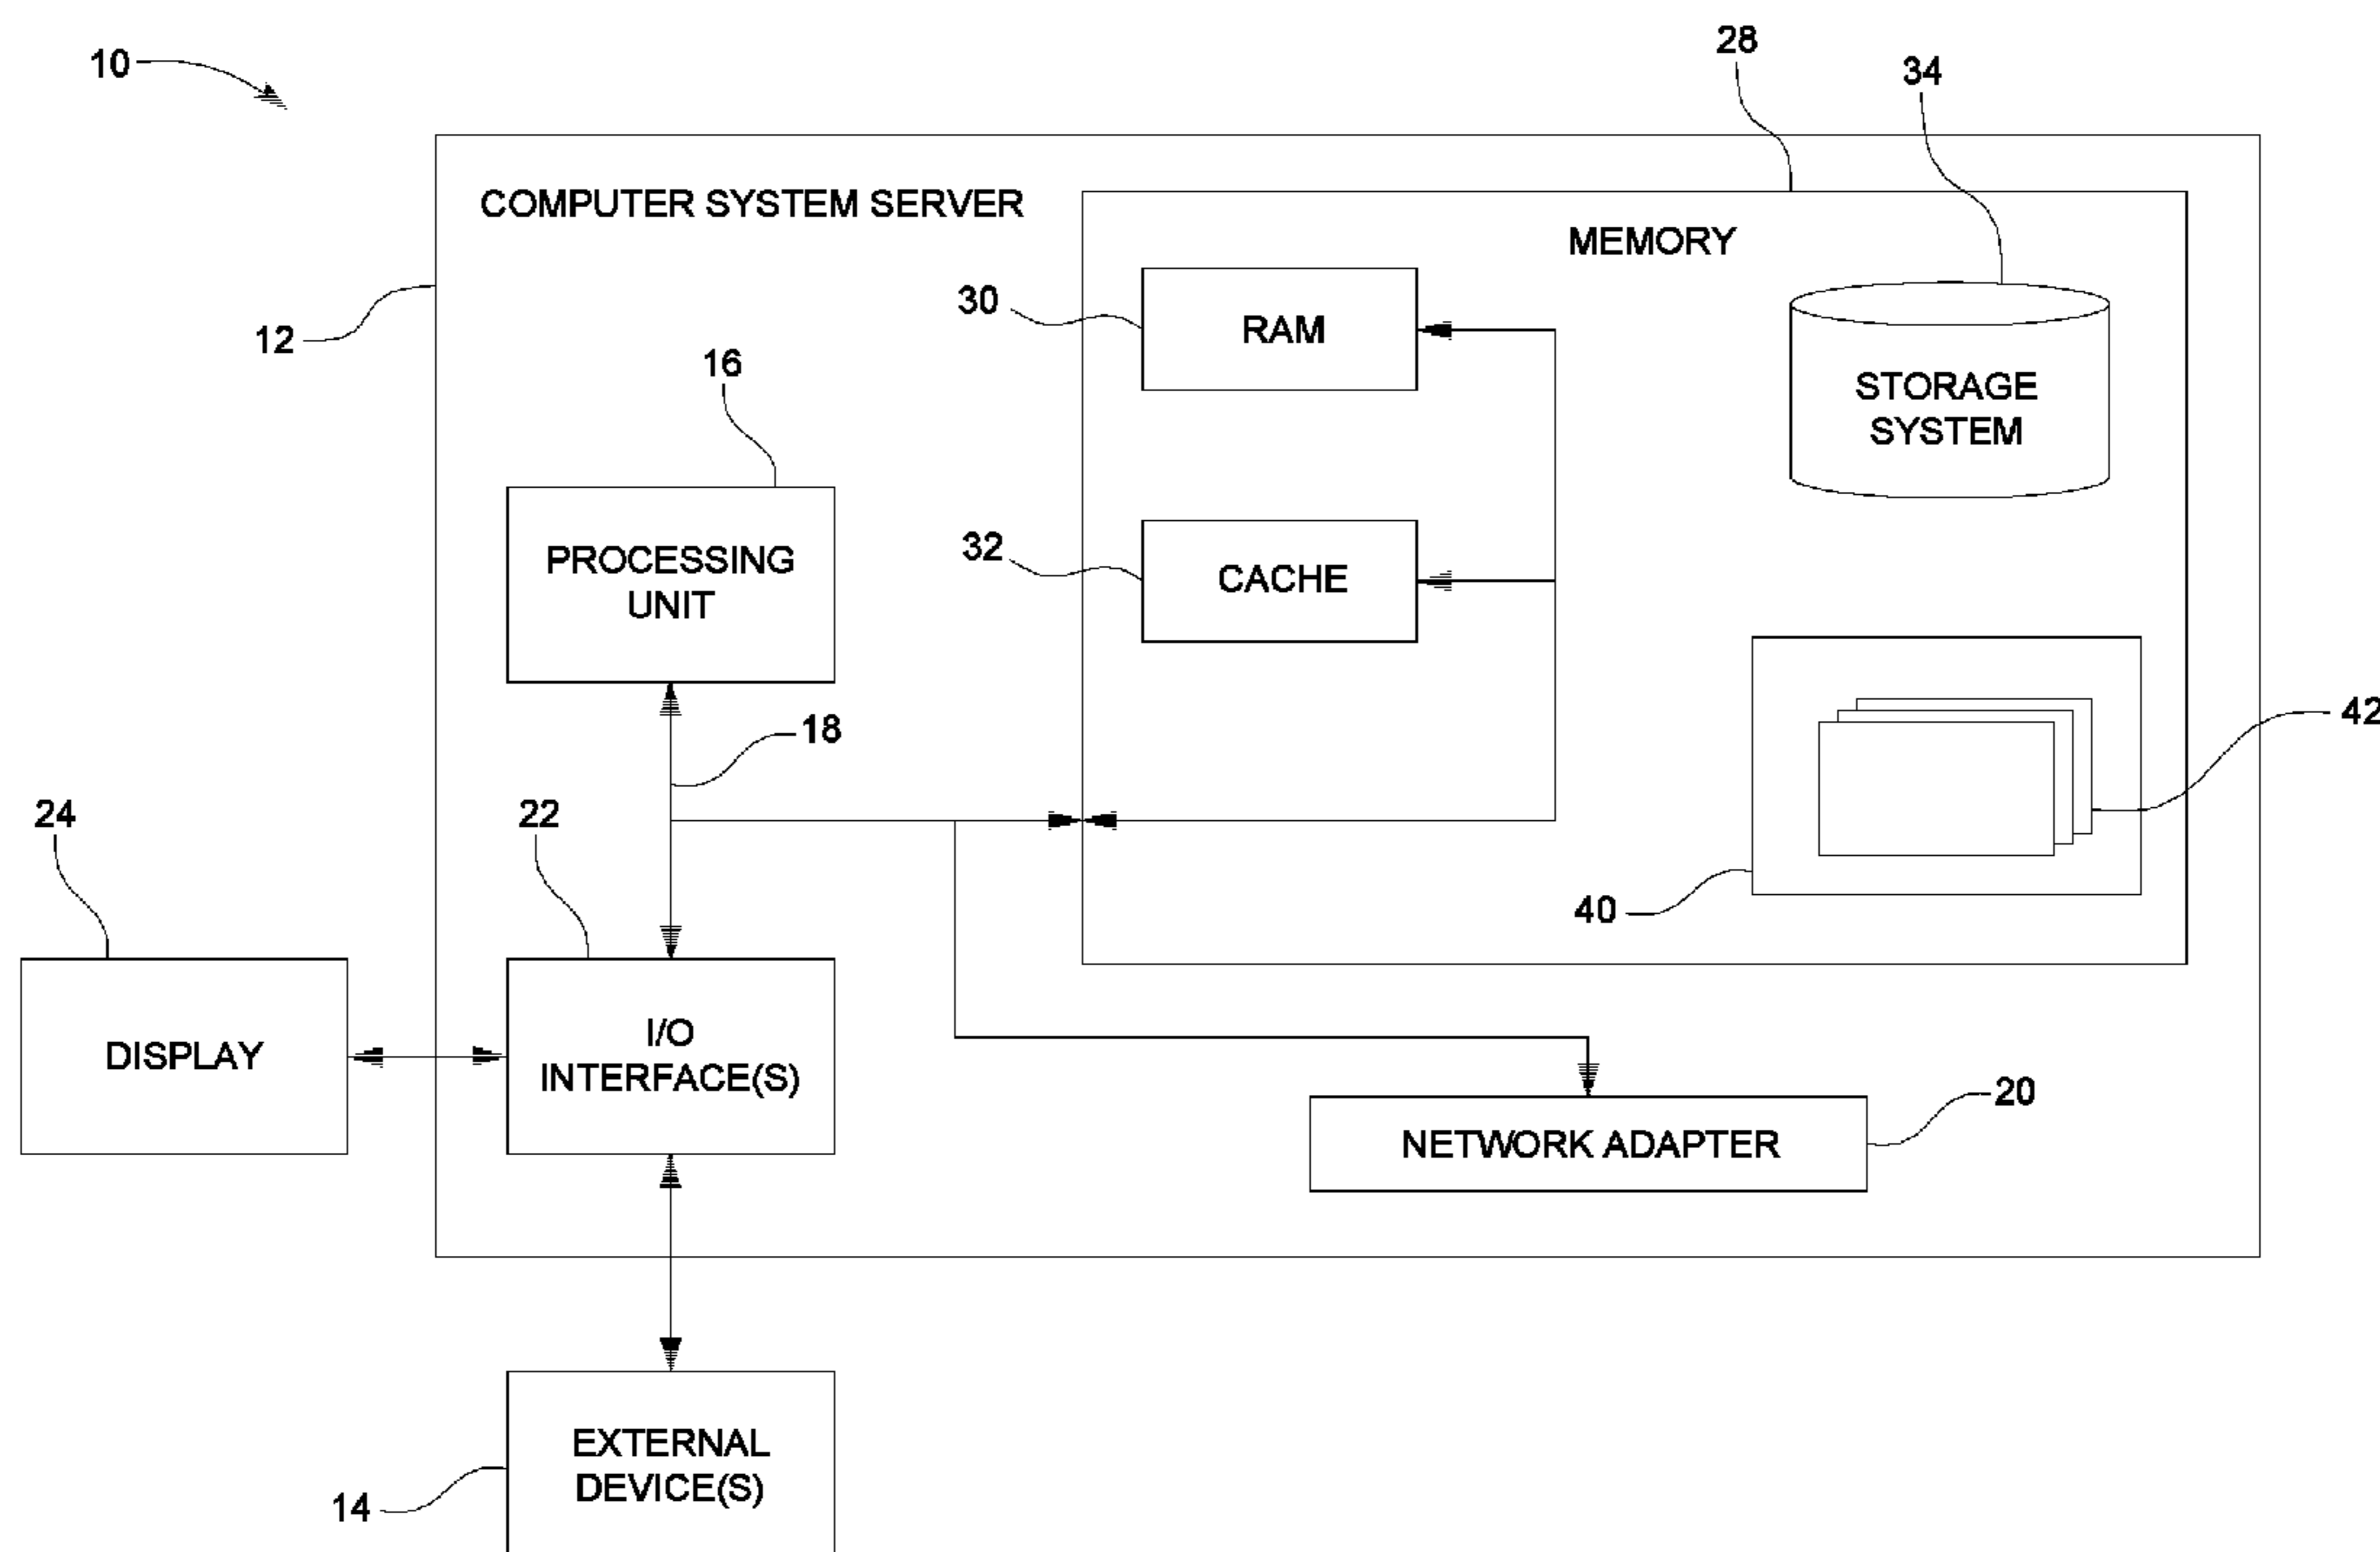 10
28
34
COMPUTER SYSTEM SERVER
MEMORY
12
30
RAM
STORAGE
SYSTEM
16
32
CACHE
PROCESSING
UNIT
18
42
24
22
40
DISPLAY
I/O
INTERFACE(S)
20
NETWORK ADAPTER
EXTERNAL
DEVICE(S)
14